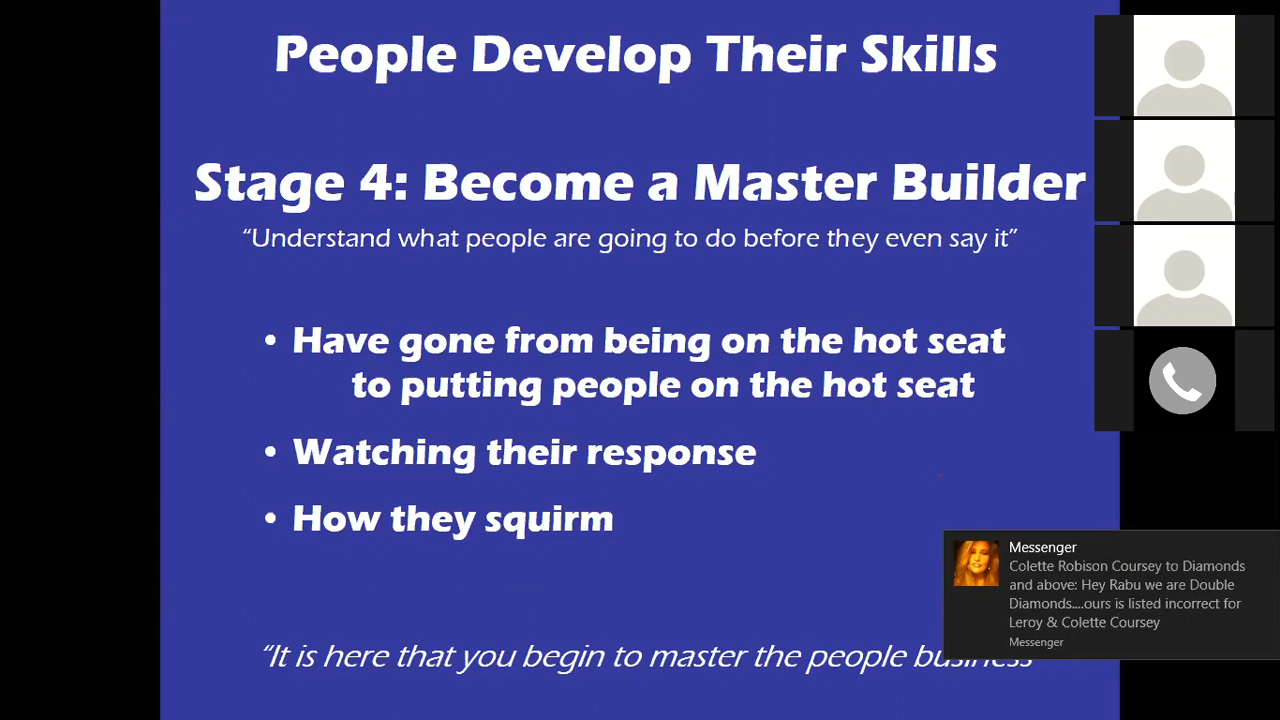 People Develop Their Skills
Stage 4: Become a Master Builder
“Understand what people are going to do before they even say it”
• Have gone from being on the hot seat
to putting people on the hot seat
• Watching their response
• How they squirm
“It is here that you begin to master the people business
Messenger
Colette Robison Coursey to Diamonds
and above: Hey Rabu we are Double
Diamonds....ours is listed incorrect for
Leroy & Colette Coursey
Messenger